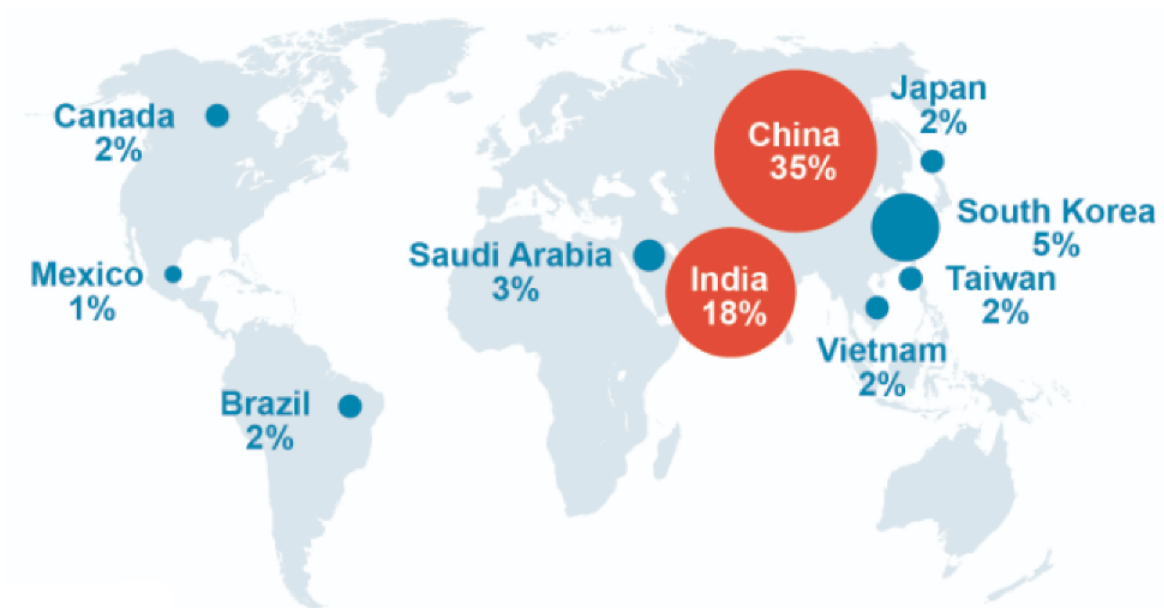 Canada
2%
Mexico
1%
Brazil
2%
Saudi Arabia
3%
China
35%
India
18%
Japan
2%
South Korea
5%
Taiwan
2%
Vietnam
2%